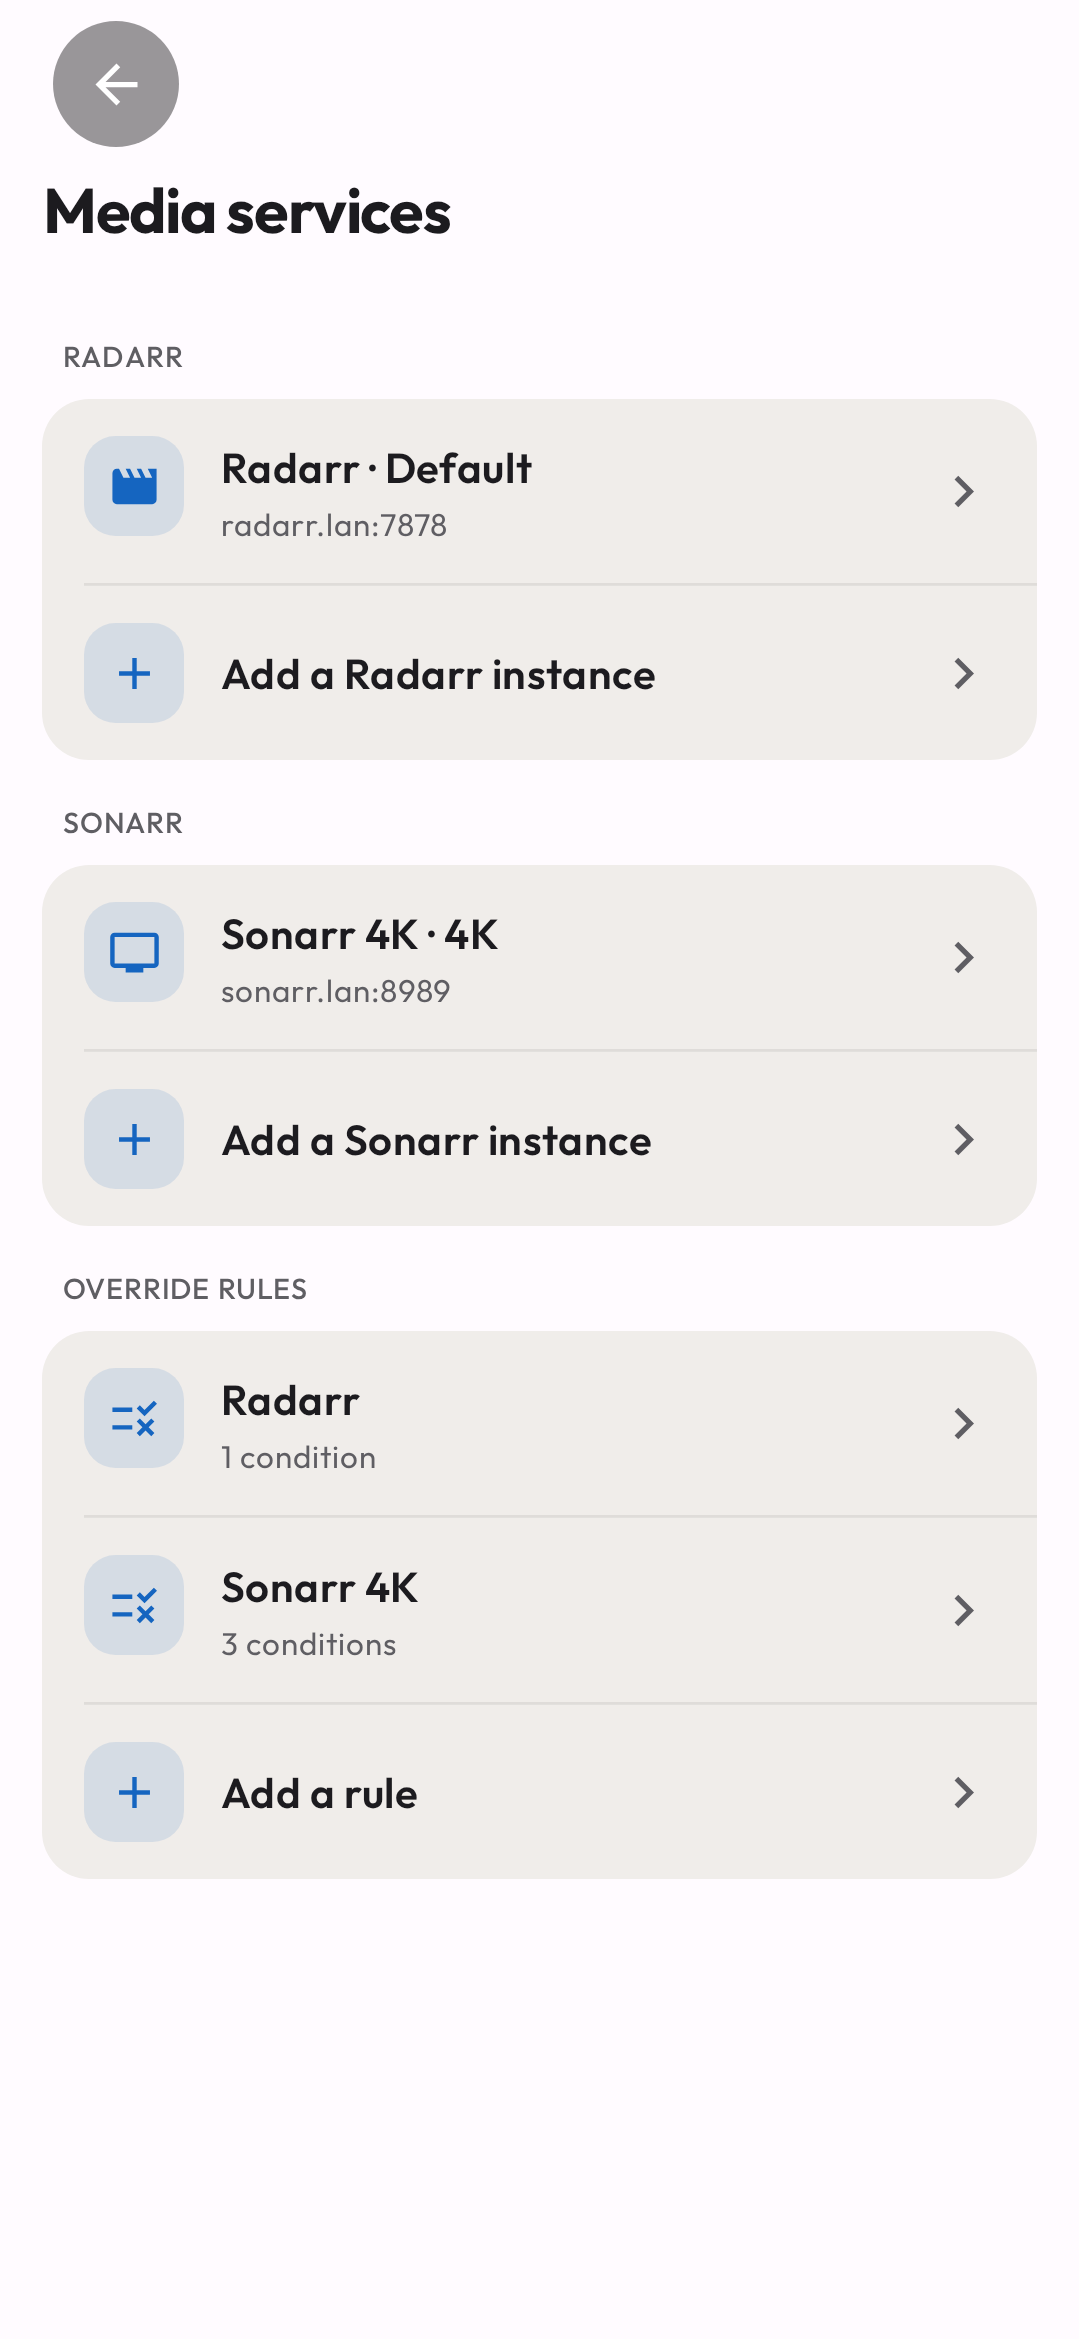 Media services
RADARR
Radarr · Default
radarr.lan:7878
Add a Radarr instance
SONARR
Sonarr 4K · 4K
sonarr.lan:8989
Add a Sonarr instance
OVERRIDE RULES
Radarr
1 condition
Sonarr 4K
3 conditions
Add a rule